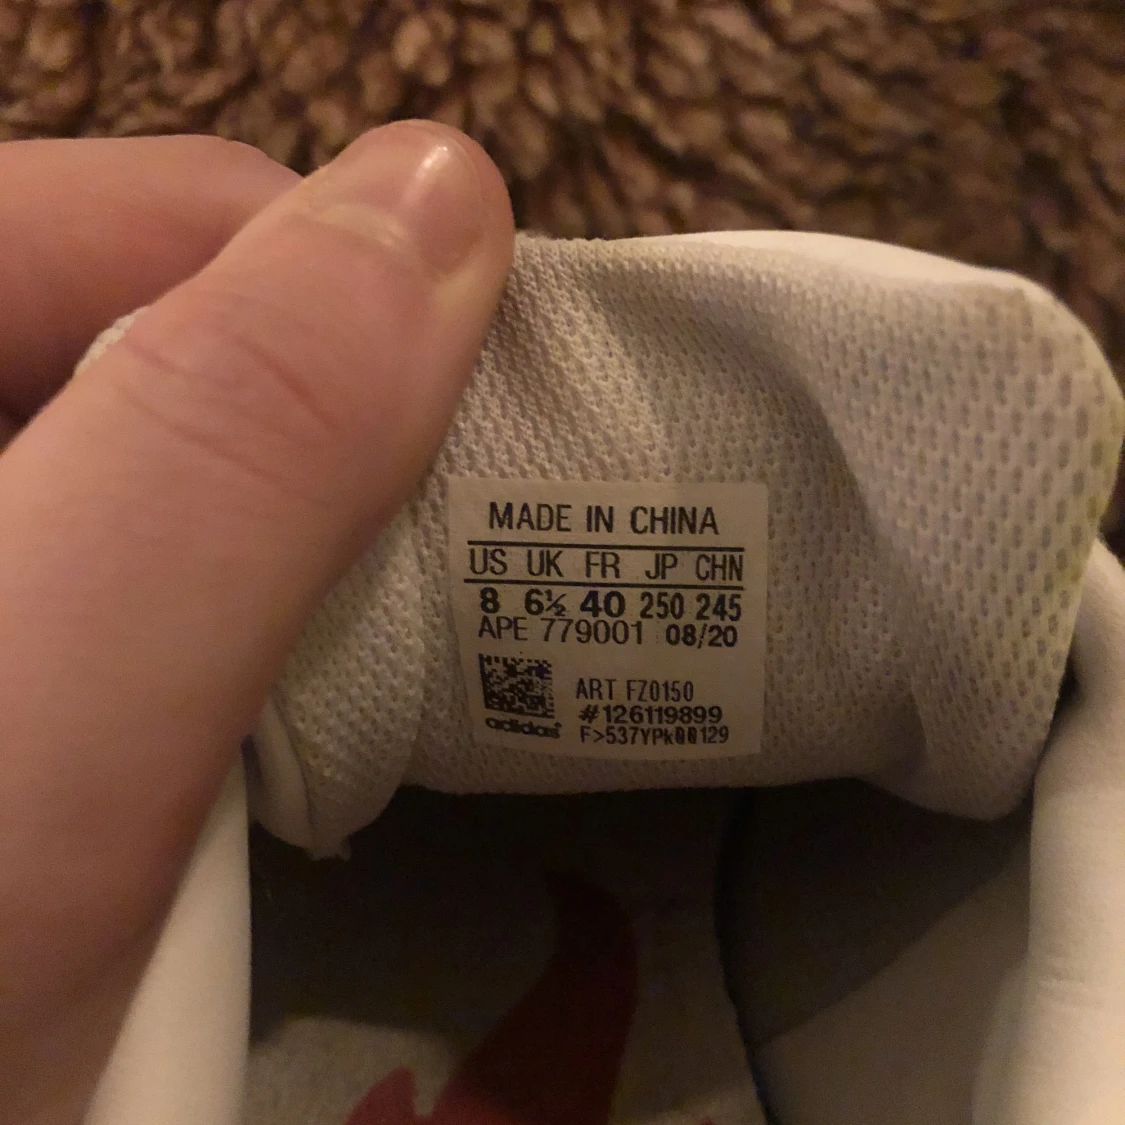 MADE IN CHINA
US UK FR JP CHN
8 6½ 40 250 245
APE 779001 08/20
ART FZ0150
#126119899
adidas
F>537YPk00129